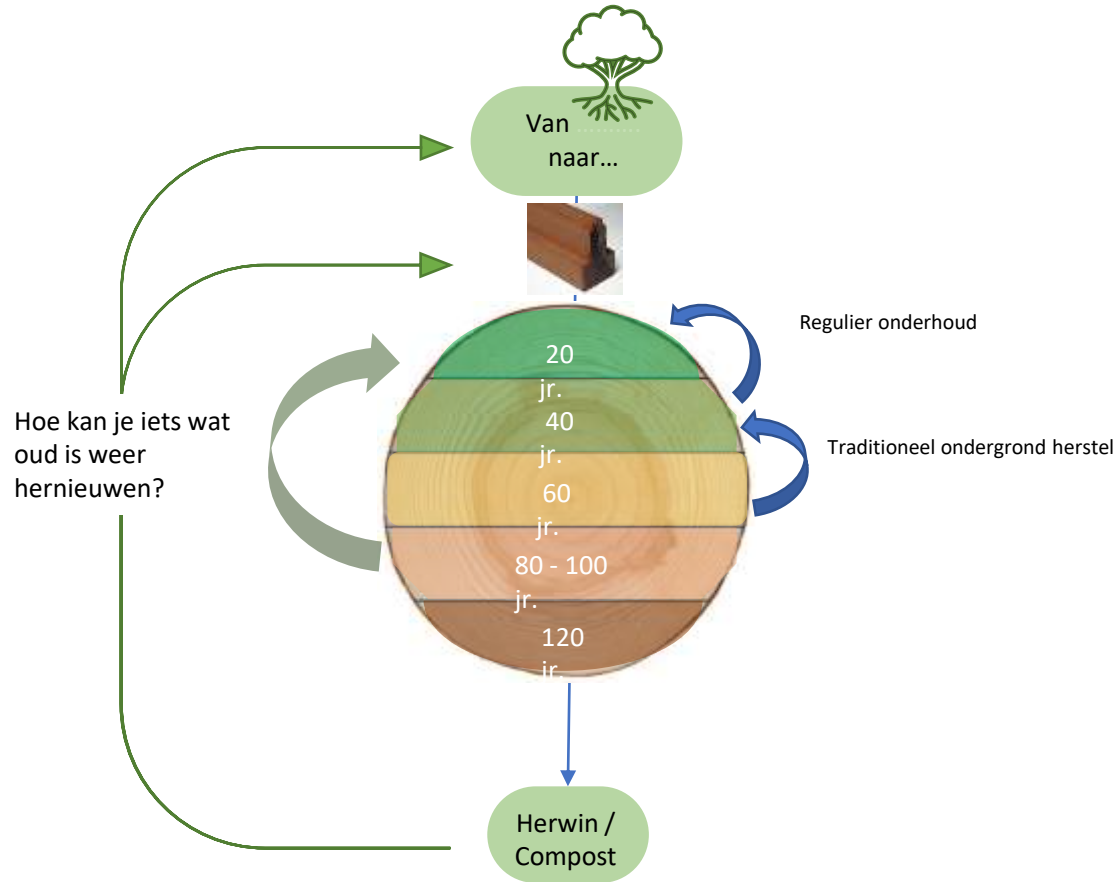 Van ..........
naar…
Regulier onderhoud
20
jr.
Hoe kan je iets wat
oud is weer
hernieuwen?
40
jr.
Traditioneel ondergrond herstel
60
jr.
80 - 100
jr.
120
jr.
Herwin /
Compost